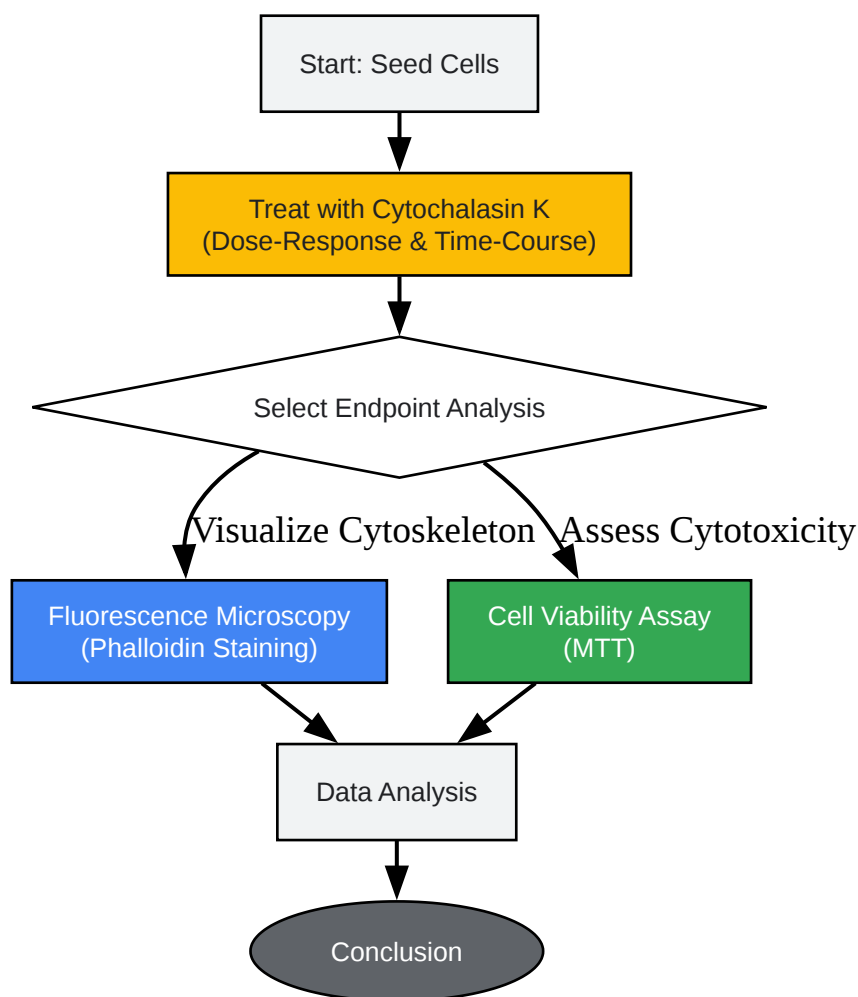 Start: Seed Cells
Treat with Cytochalasin K
(Dose-Response & Time-Course)
Select Endpoint Analysis
Visualize Cytoskeleton
Assess Cytotoxicity
Fluorescence Microscopy
(Phalloidin Staining)
Cell Viability Assay
(MTT)
Data Analysis
Conclusion